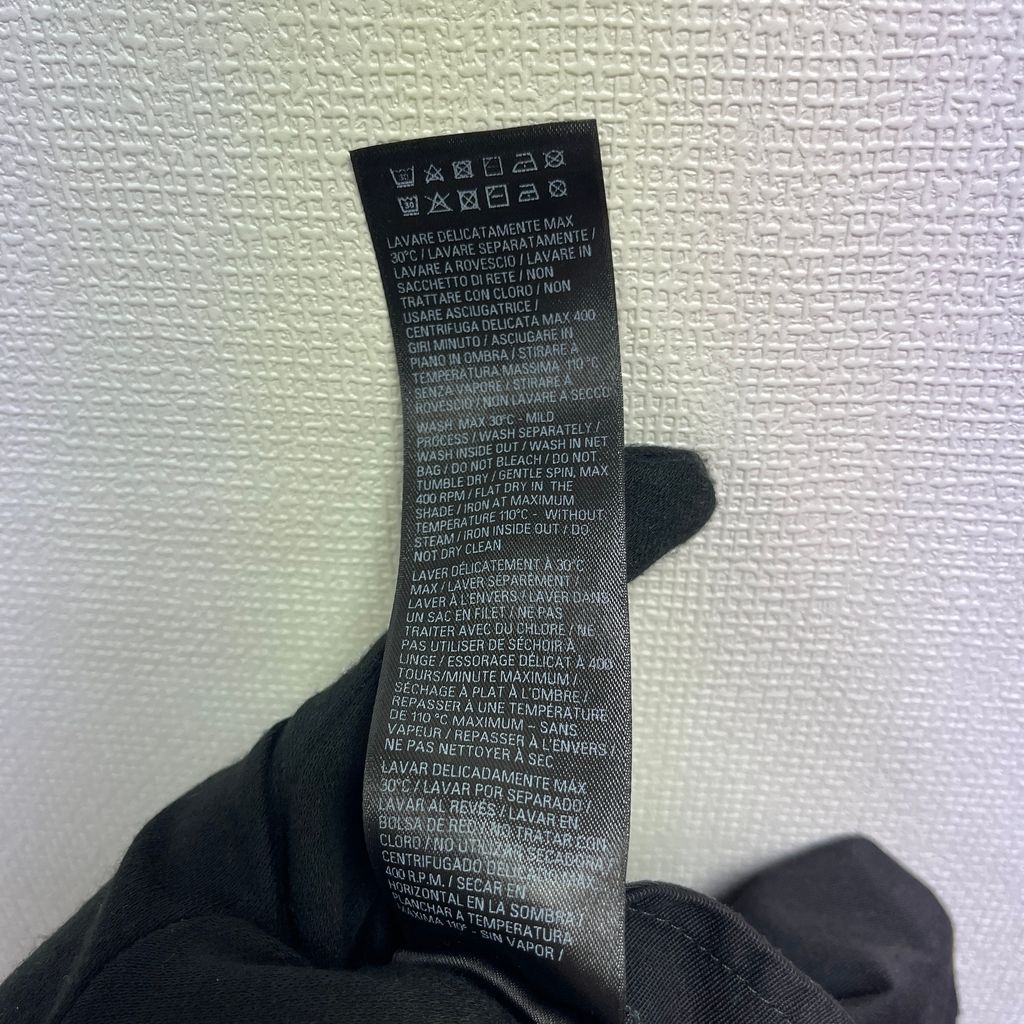 LAVARE DELICATAMENTE MAX
30°C / LAVARE SEPARATAMENTE /
LAVARE A ROVESCIO / LAVARE IN
SACCHETTO DI RETE / NON
TRATTARE CON CLORO / NON
USARE ASCIUGATRICE /
CENTRIFUGA DELICATA MAX 400
GIRI MINUTO / ASCIUGARE IN
PIANO IN OMBRA / STIRARE A
TEMPERATURA MASSIMA 110 °C
SENZA VAPORE / STIRARE A
ROVESCIO / NON LAVARE A SECCO
WASH MAX 30°C - MILD
PROCESS / WASH SEPARATELY /
WASH INSIDE OUT / WASH IN NET
BAG / DO NOT BLEACH / DO NOT
TUMBLE DRY / GENTLE SPIN, MAX
400 RPM / FLAT DRY IN THE
SHADE / IRON AT MAXIMUM
TEMPERATURE 110°C - WITHOUT
STEAM / IRON INSIDE OUT / DO
NOT DRY CLEAN
LAVER DÉLICATEMENT À 30°C
MAX / LAVER SÉPARÉMENT /
LAVER À L'ENVERS / LAVER DANS
UN SAC EN FILET / NE PAS
TRAITER AVEC DU CHLORE / NE
PAS UTILISER DE SÉCHOIR À
LINGE / ESSORAGE DÉLICAT À 400
TOURS/MINUTE MAXIMUM /
SÉCHAGE À PLAT À L'OMBRE /
REPASSER À UNE TEMPÉRATURE
DE 110 °C MAXIMUM – SANS
VAPEUR / REPASSER À L'ENVERS /
NE PAS NETTOYER À SEC
LAVAR DELICADAMENTE MÁX
30°C / LAVAR POR SEPARADO /
LAVAR AL REVÉS / LAVAR EN
BOLSA DE RED / NO TRATAR CON
CLORO / NO UTILIZAR SECADORA /
CENTRIFUGADO
400 R.P.M. / SECAR EN
HORIZONTAL EN LA SOMBRA /
PLANCHAR A TEMPERATURA
MÁXIMA 110° - SIN VAPOR /